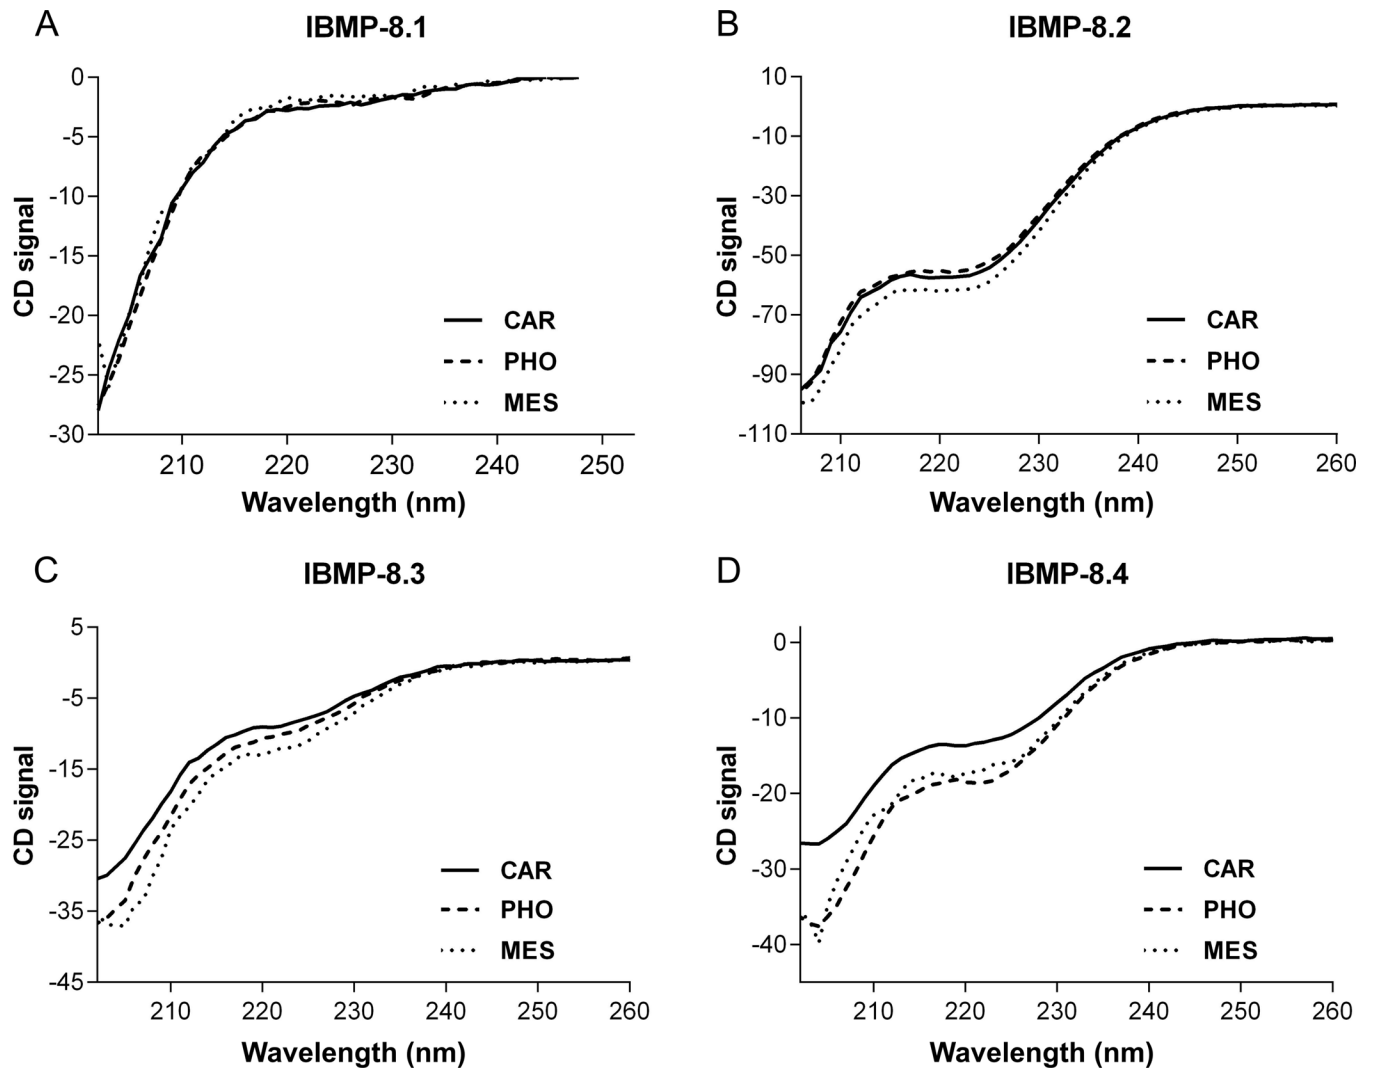 A
IBMP-8.1
0
-5
-10
-15
-20
-25
-30
CD signal
CAR
PHO
MES
210 220 230 240 250
Wavelength (nm)
B
IBMP-8.2
10
-10
-30
-50
-70
-90
-110
CD signal
CAR
PHO
MES
210 220 230 240 250 260
Wavelength (nm)
C
IBMP-8.3
5
-5
-15
-25
-35
-45
CD signal
CAR
PHO
MES
210 220 230 240 250 260
Wavelength (nm)
D
IBMP-8.4
0
-10
-20
-30
-40
CD signal
CAR
PHO
MES
210 220 230 240 250 260
Wavelength (nm)